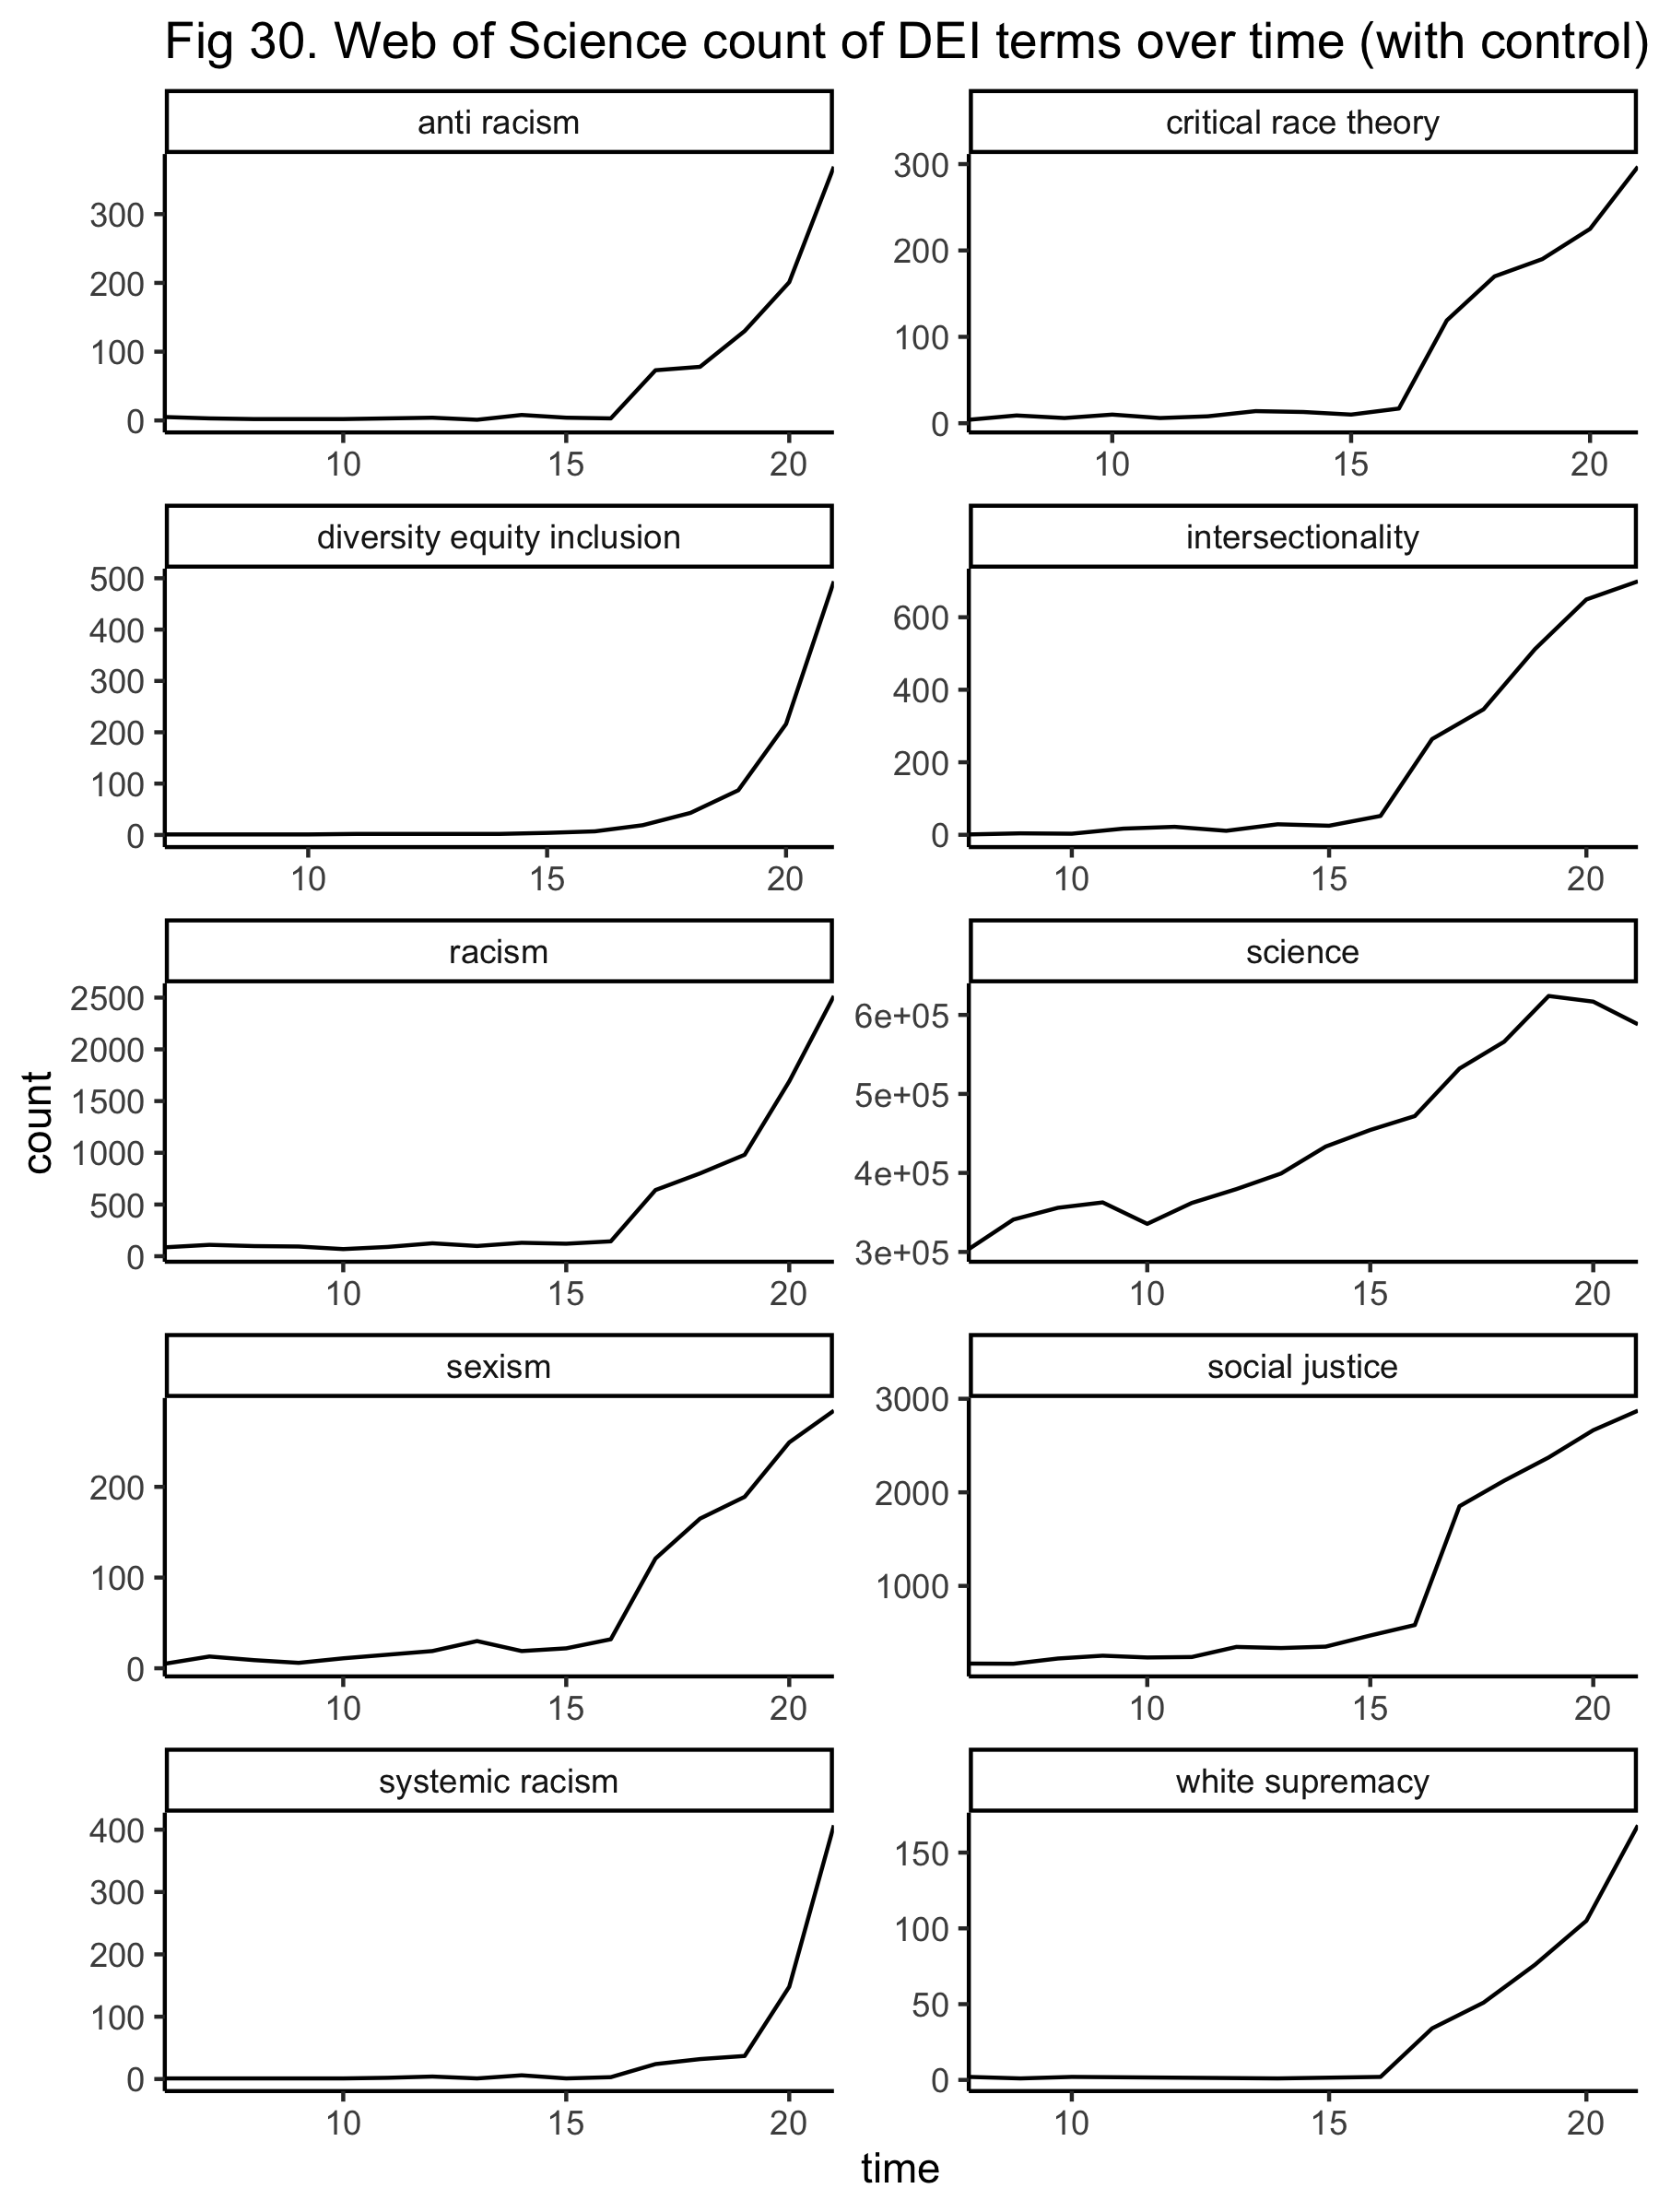 Fig 30. Web of Science count of DEI terms over time (with control)
anti racism
300
200
100
0
10 15 20
critical race theory
300
200
100
0
10 15 20
diversity equity inclusion
500
400
300
200
100
0
10 15 20
intersectionality
600
400
200
0
10 15 20
racism
2500
2000
1500
1000
500
0
10 15 20
science
6e+05
5e+05
4e+05
3e+05
10 15 20
sexism
200
100
0
10 15 20
social justice
3000
2000
1000
10 15 20
systemic racism
400
300
200
100
0
10 15 20
white supremacy
150
100
50
0
10 15 20
count
time